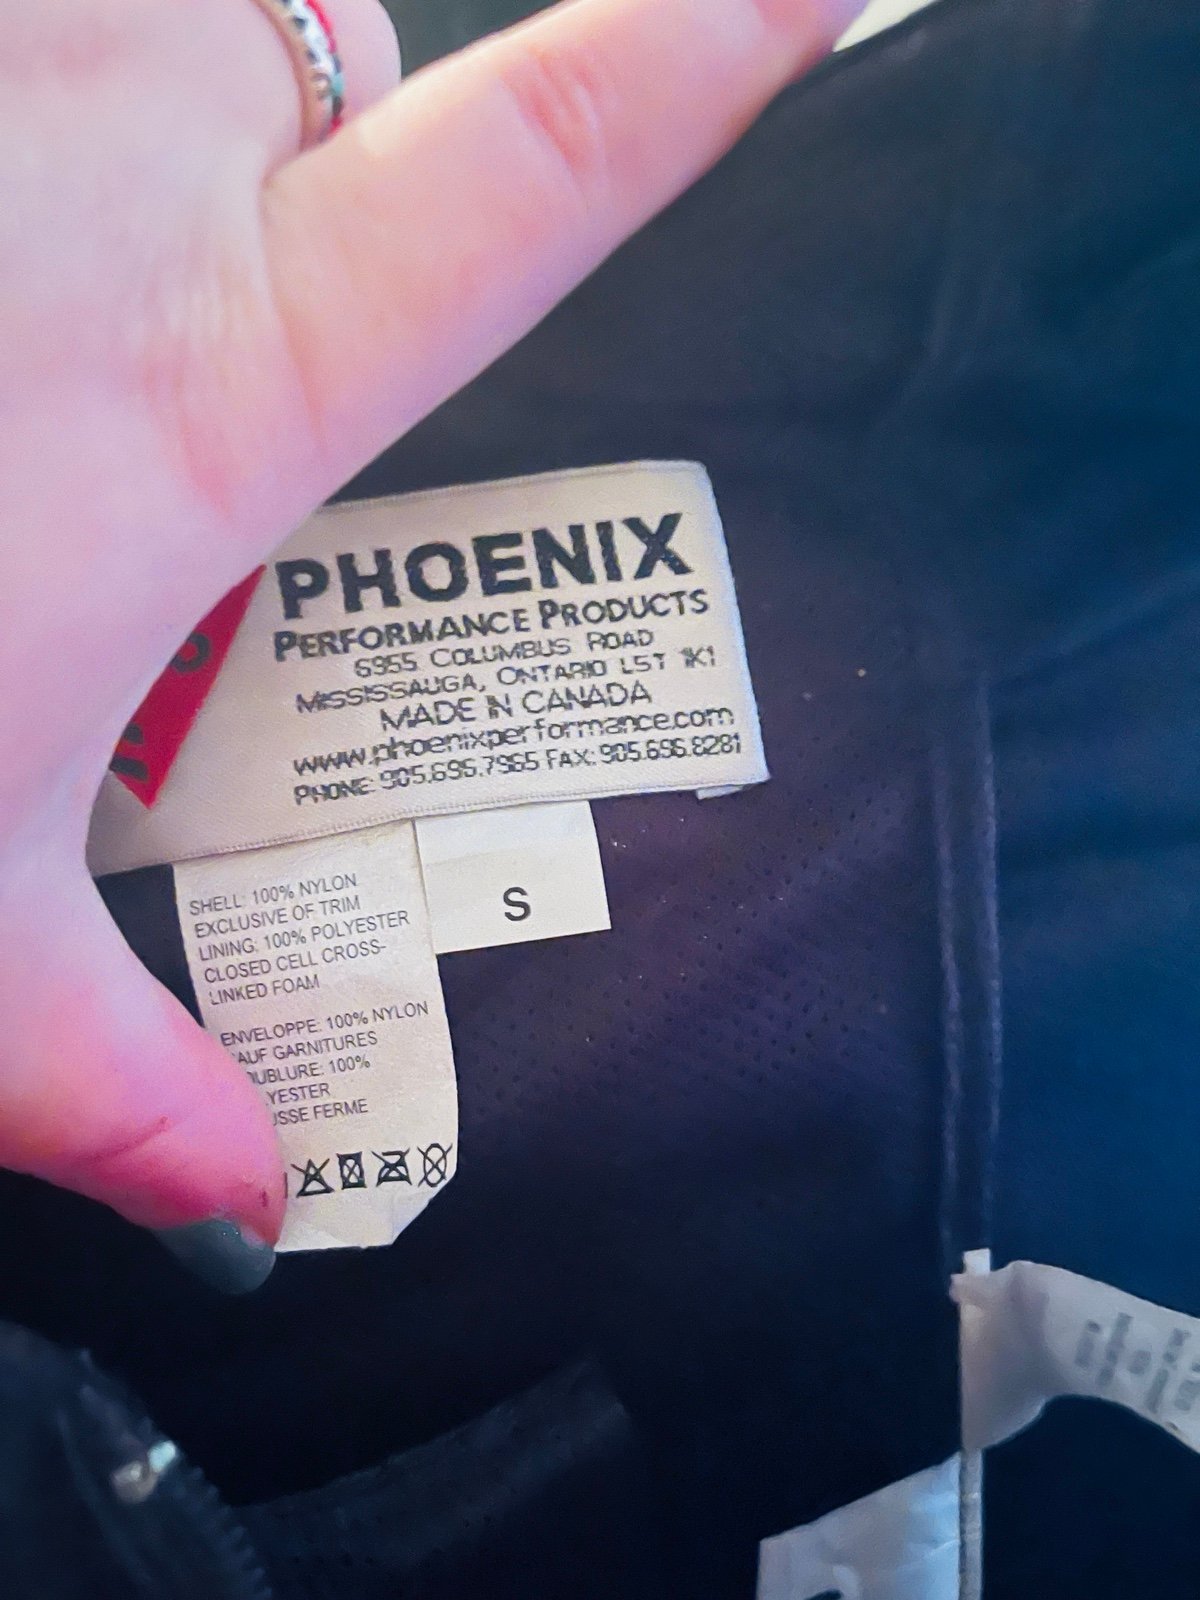 PHOENIX
PERFORMANCE PRODUCTS
6955 COLUMBUS ROAD
MISSISSAUGA, ONTARIO L5T 1K1
MADE IN CANADA
www.phoenixperformance.com
PHONE: 905.695.7965 FAX: 905.696.8281
SHELL: 100% NYLON
EXCLUSIVE OF TRIM
LINING: 100% POLYESTER
CLOSED CELL CROSS-
LINKED FOAM
S
ENVELOPPE: 100% NYLON
AUF GARNITURES
OUBLURE: 100%
YESTER
USSE FERME